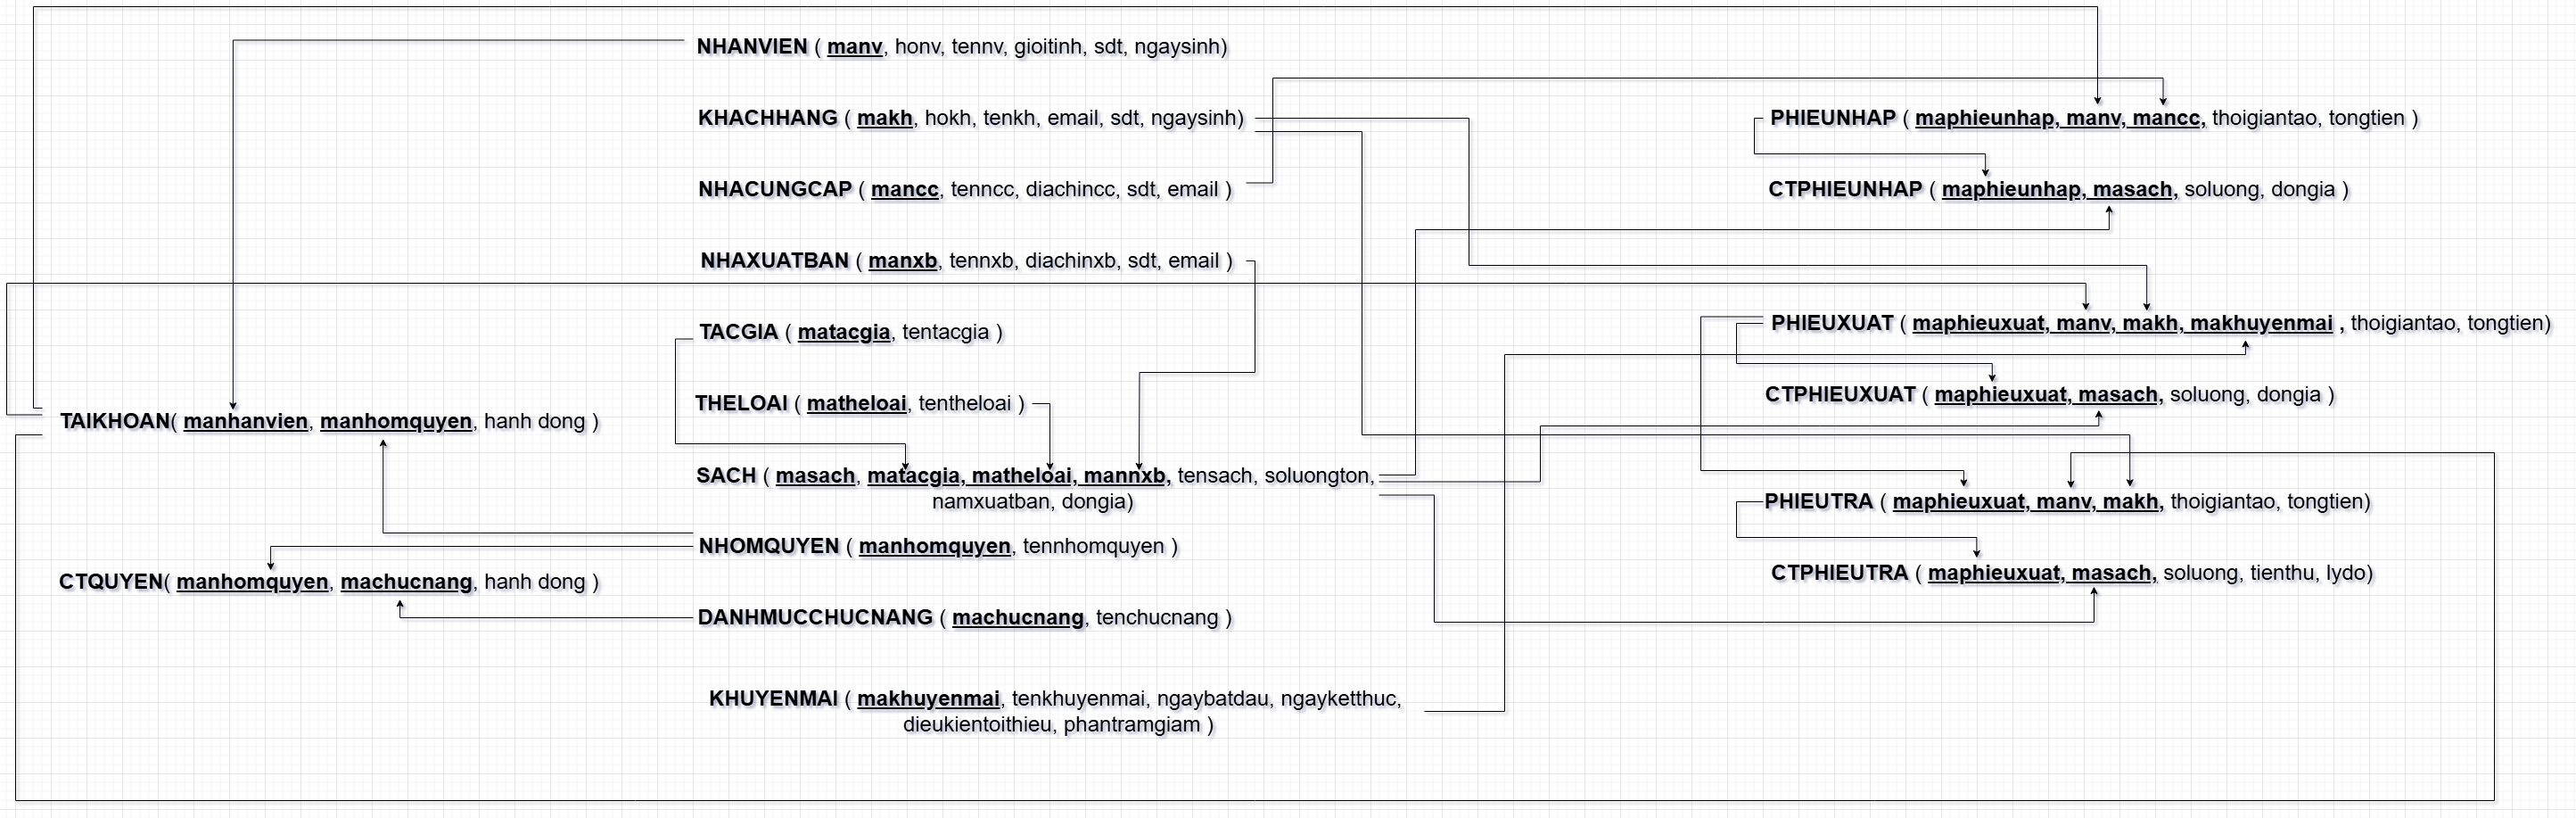 NHANVIEN ( manv, honv, tennv, gioitinh, sdt, ngaysinh)
KHACHHANG ( makh, hokh, tenkh, email, sdt, ngaysinh)
NHACUNGCAP ( mancc, tenncc, diachincc, sdt, email )
NHAXUATBAN ( manxb, tennxb, diachinxb, sdt, email )
TACGIA ( matacgia, tentacgia )
THELOAI ( matheloai, tentheloai )
SACH ( masach, matacgia, matheloai, mannxb, tensach, soluongton,
namxuatban, dongia)
NHOMQUYEN ( manhomquyen, tennhomquyen )
DANHMUCCHUCNANG ( machucnang, tenchucnang )
KHUYENMAI ( makhuyenmai, tenkhuyenmai, ngaybatdau, ngayketthuc,
dieukientoithieu, phantramgiam )
TAIKHOAN( manhanvien, manhomquyen, hanh dong )
CTQUYEN( manhomquyen, machucnang, hanh dong )
PHIEUNHAP ( maphieunhap, manv, mancc, thoigiantao, tongtien )
CTPHIEUNHAP ( maphieunhap, masach, soluong, dongia )
PHIEUXUAT ( maphieuxuat, manv, makh, makhuyenmai , thoigiantao, tongtien)
CTPHIEUXUAT ( maphieuxuat, masach, soluong, dongia )
PHIEUTRA ( maphieuxuat, manv, makh, thoigiantao, tongtien)
CTPHIEUTRA ( maphieuxuat, masach, soluong, tienthu, lydo)